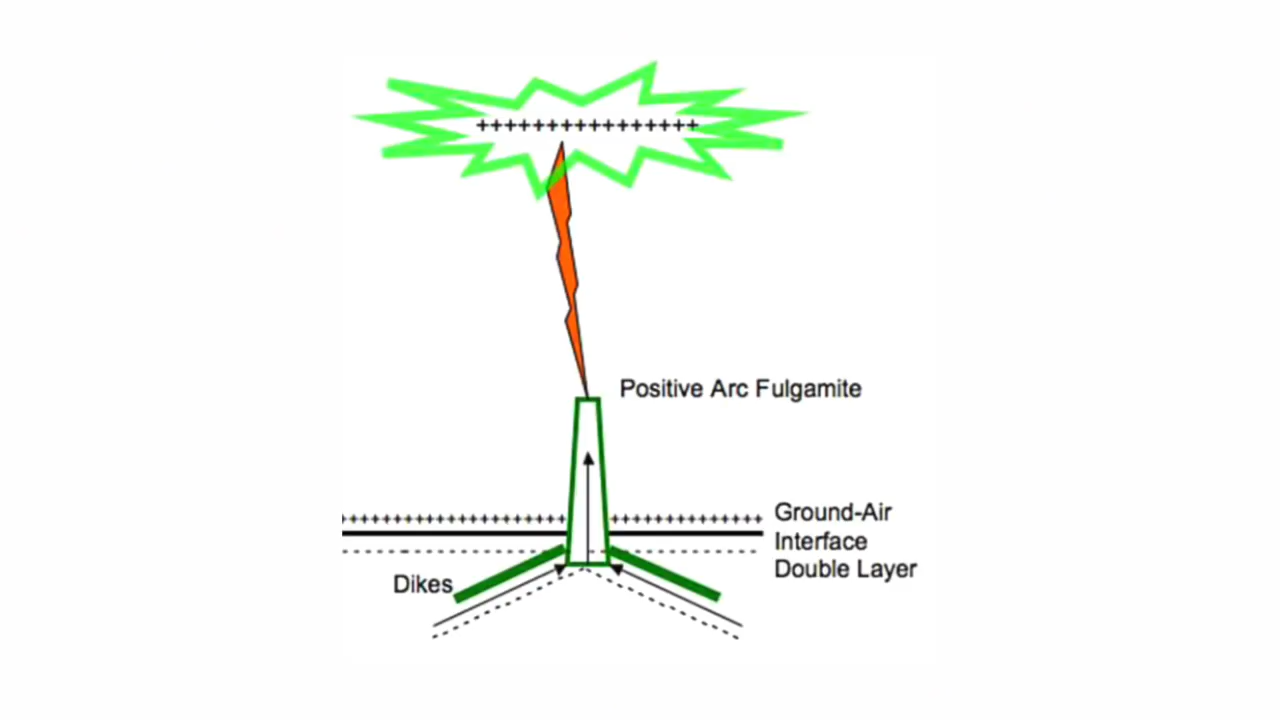 Positive Arc Fulgamite
Ground-Air
Interface
Double Layer
Dikes